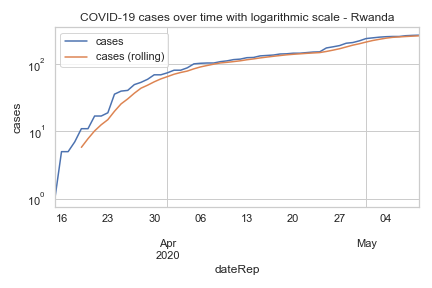 COVID-19 cases over time with logarithmic scale - Rwanda
cases
cases (rolling)
10²
10¹
10⁰
cases
16 23 30 06 13 20 27 04
Apr May
2020
dateRep